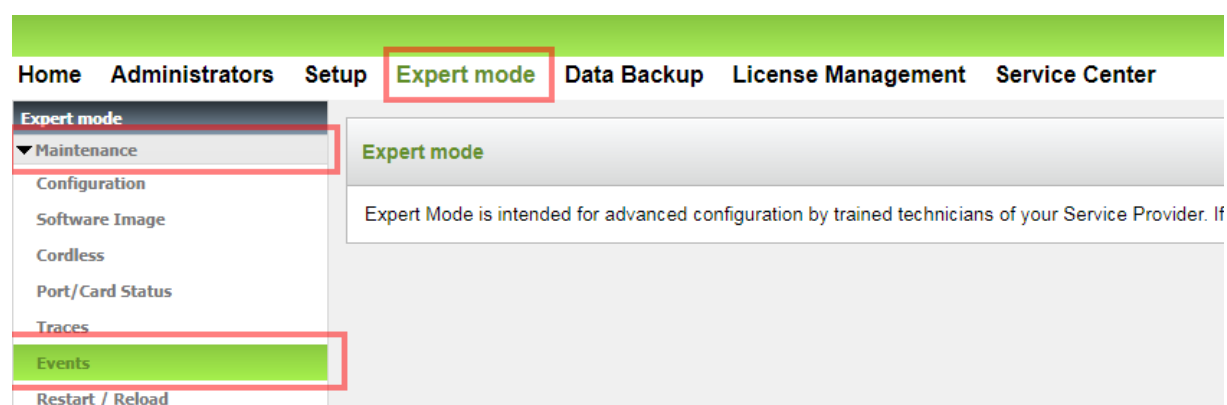 Home Administrators Setup Expert mode Data Backup License Management Service Center
Expert mode
Maintenance
Configuration
Software Image
Cordless
Port/Card Status
Traces
Events
Restart / Reload
Expert mode
Expert Mode is intended for advanced configuration by trained technicians of your Service Provider. If